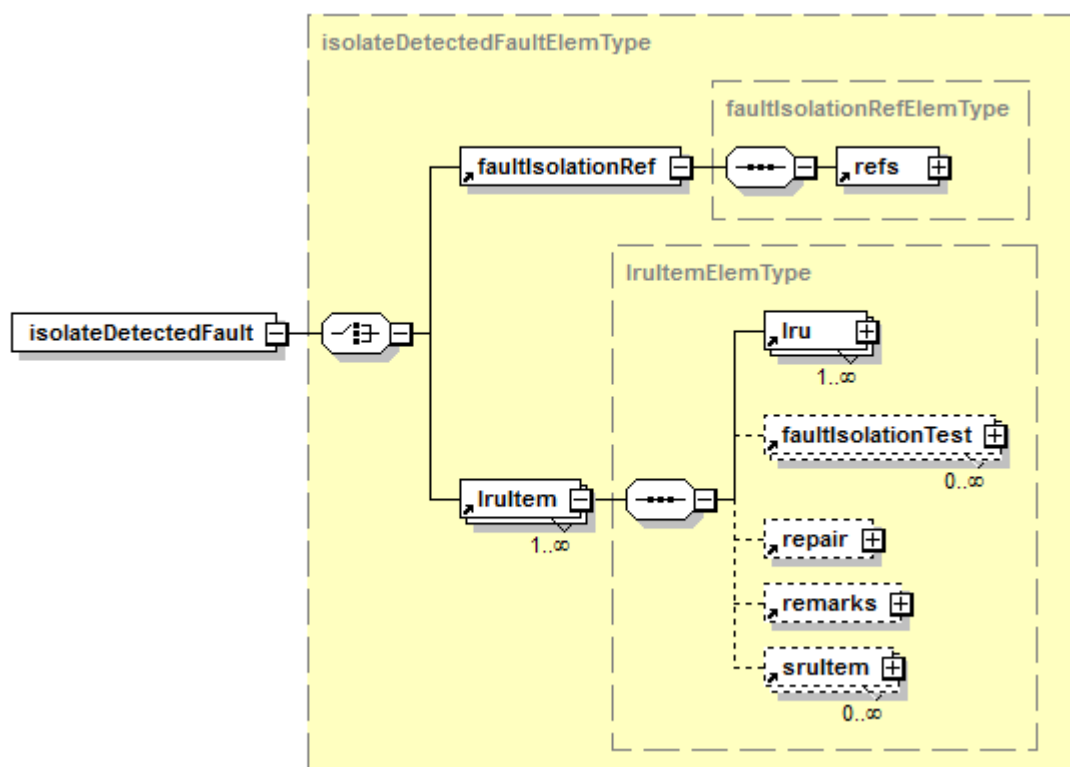 isolateDetectedFaultElemType
faultIsolationRefElemType
faultIsolationRef
refs
lruItemElemType
isolateDetectedFault
lru
1..∞
faultIsolationTest
0..∞
lruItem
1..∞
repair
remarks
sruItem
0..∞